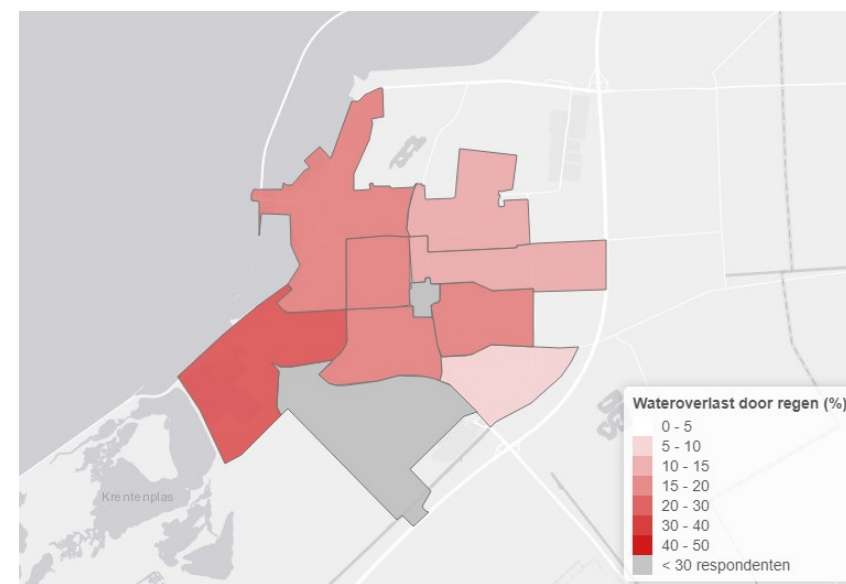 Krentenplas
Wateroverlast door regen (%)
0 - 5
5 - 10
10 - 15
15 - 20
20 - 30
30 - 40
40 - 50
< 30 respondenten